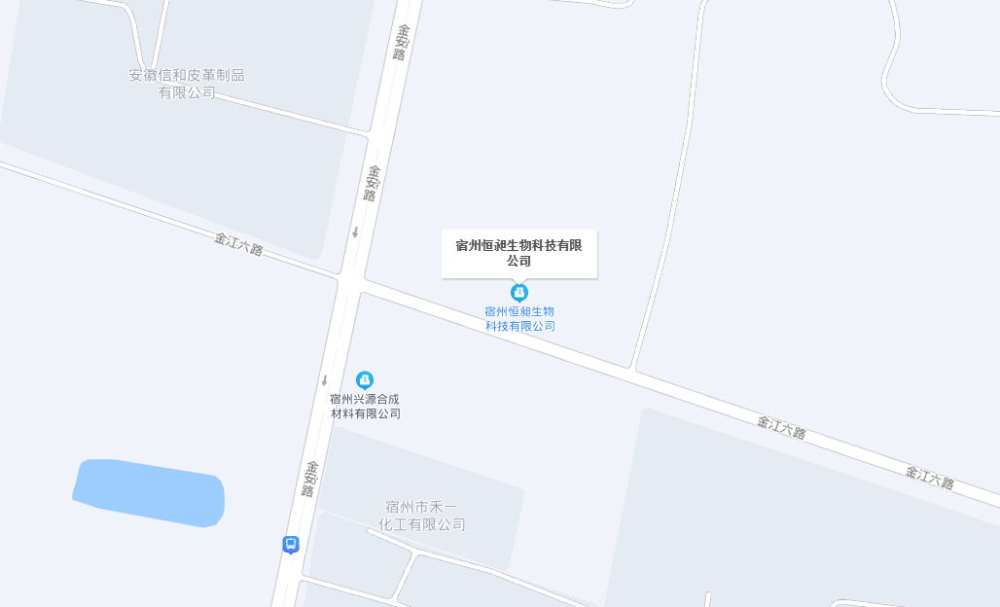 金安路
安徽信和皮革制品
有限公司
金安路
金江六路
宿州恒昶生物科技有限
公司
宿州恒昶生物
科技有限公司
宿州兴源合成
材料有限公司
金江六路
金安路
金江六路
宿州市禾一
化工有限公司